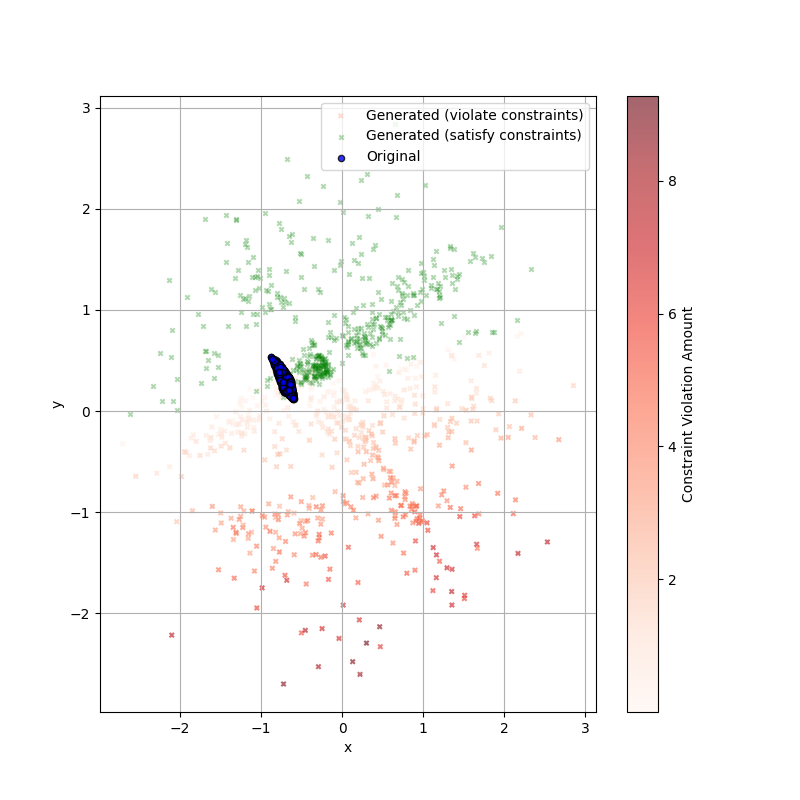 Generated (violate constraints)
Generated (satisfy constraints)
Original
3
2
1
0
−1
−2
y
−2
−1
0
1
2
3
x
8
6
4
2
Constraint Violation Amount